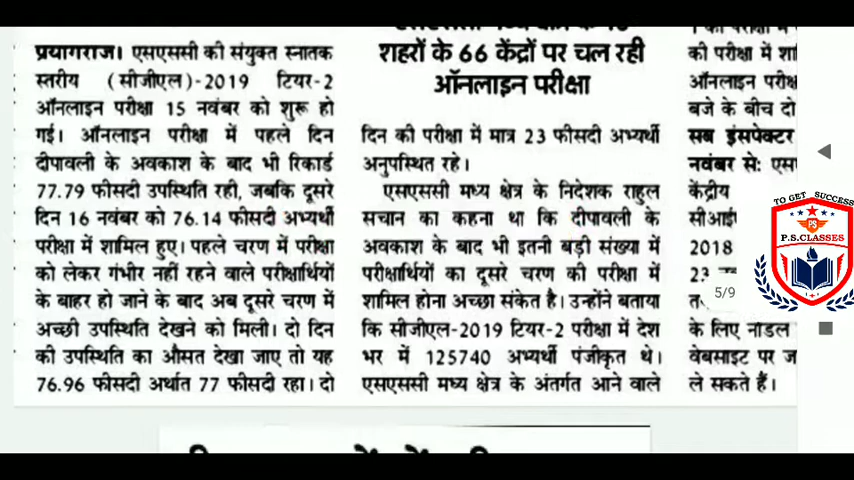 प्रयागराज। एसएससी की संयुक्त स्नातक
स्तरीय (सीजीएल)-2019 टियर-2
ऑनलाइन परीक्षा 15 नवंबर को शुरू हो
गई। ऑनलाइन परीक्षा में पहले दिन
दीपावली के अवकाश के बाद भी रिकार्ड
77.79 फीसदी उपस्थिति रही, जबकि दूसरे
दिन 16 नवंबर को 76.14 फीसदी अभ्यर्थी
परीक्षा में शामिल हुए। पहले चरण में परीक्षा
को लेकर गंभीर नहीं रहने वाले परीक्षार्थियों
के बाहर हो जाने के बाद अब दूसरे चरण में
अच्छी उपस्थिति देखने को मिली। दो दिन
की उपस्थिति का औसत देखा जाए तो यह
76.96 फीसदी अर्थात 77 फीसदी रहा। दो
शहरों के 66 केंद्रों पर चल रही
ऑनलाइन परीक्षा
दिन की परीक्षा में मात्र 23 फीसदी अभ्यर्थी
अनुपस्थित रहे।
एसएससी मध्य क्षेत्र के निदेशक राहुल
सचान का कहना था कि दीपावली के
अवकाश के बाद भी इतनी बड़ी संख्या में
परीक्षार्थियों का दूसरे चरण की परीक्षा में
शामिल होना अच्छा संकेत है। उन्होंने बताया
कि सीजीएल-2019 टियर-2 परीक्षा में देश
भर में 125740 अभ्यर्थी पंजीकृत थे।
एसएससी मध्य क्षेत्र के अंतर्गत आने वाले
की परीक्षा में
ऑनलाइन
बजे के बीच दो
सब इंसपेक्टर
नवंबर से:
केंद्रीय
2018
के लिए नोडल
वेबसाइट पर
ले सकते हैं।
5/9
TO GET SUCCESS
PS
P.S.CLASSES